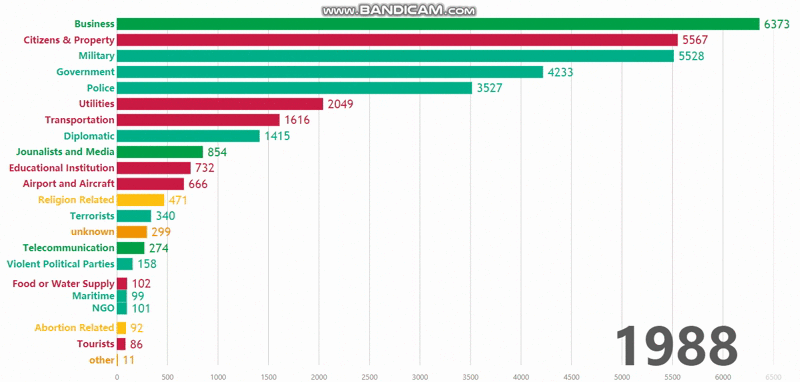 www.BANDICAM.com
Business 6373
Citizens & Property 5567
Military 5528
Government 4233
Police 3527
Utilities 2049
Transportation 1616
Diplomatic 1415
Jounalists and Media 854
Educational Institution 732
Airport and Aircraft 666
Religion Related 471
Terrorists 340
unknown 299
Telecommunication 274
Violent Political Parties 158
Food or Water Supply 102
Maritime 99
NGO 101
Abortion Related 92
Tourists 86
other 11
1988
0 500 1000 1500 2000 2500 3000 3500 4000 4500 5000 5500 6000 6500